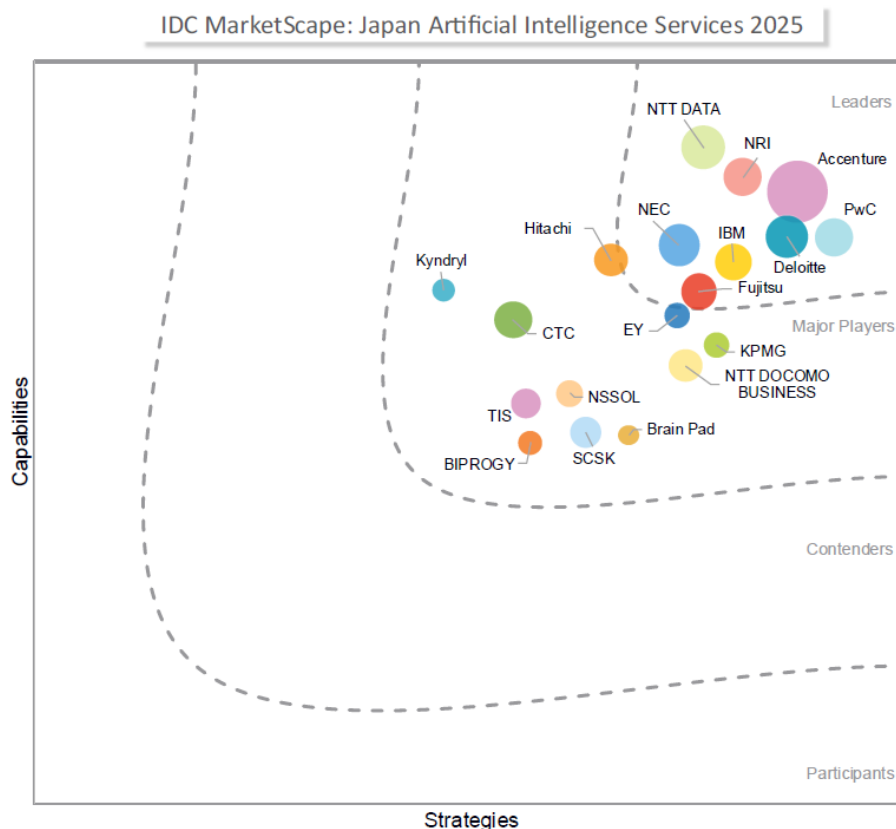 IDC MarketScape: Japan Artificial Intelligence Services 2025
Leaders
NTT DATA
NRI
Accenture
PwC
NEC
IBM
Hitachi
Deloitte
Kyndryl
Fujitsu
Major Players
EY
CTC
KPMG
NTT DOCOMO
BUSINESS
NSSOL
TIS
Brain Pad
BIPROGY
SCSK
Capabilities
Contenders
Participants
Strategies